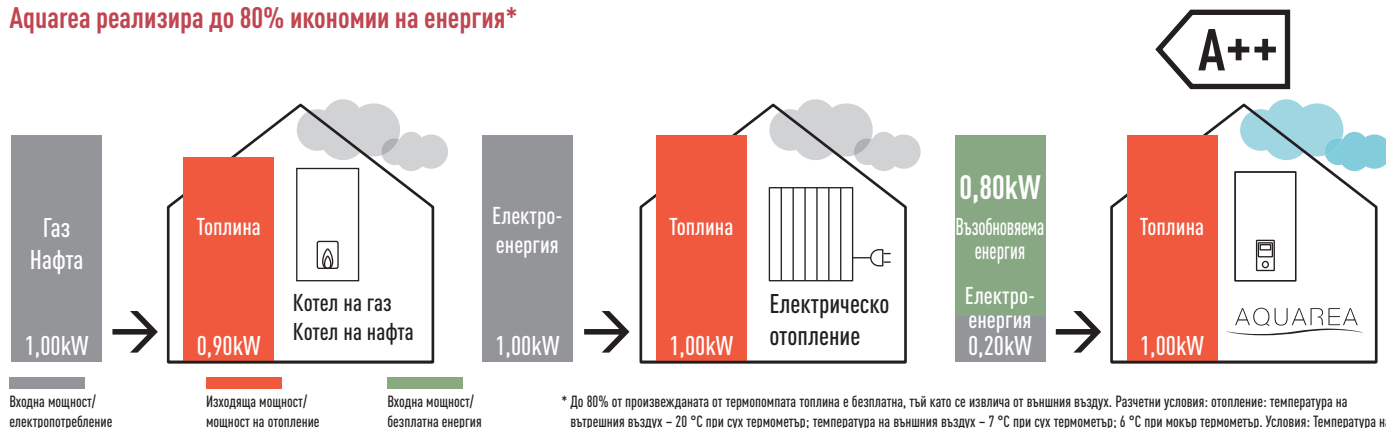 Aquarea реализира до 80% икономии на енергия*
A++
Газ
Нафта
1,00kW
Топлина
0,90kW
Котел на газ
Котел на нафта
Електро-
енергия
1,00kW
Топлина
1,00kW
Електрическо
отопление
0,80kW
Възобновяема
енергия
Електро-
енергия
0,20kW
Топлина
1,00kW
AQUAREA
Входна мощност/
електропотребление
Изходяща мощност/
мощност на отопление
Входна мощност/
безплатна енергия
* До 80% от произвежданата от термопомпата топлина е безплатна, тъй като се извлича от външния въздух. Разчетни условия: отопление: температура на
вътрешния въздух – 20 °C при сух термометър; температура на външния въздух – 7 °C при сух термометър; 6 °C при мокър термометър. Условия: Температура на